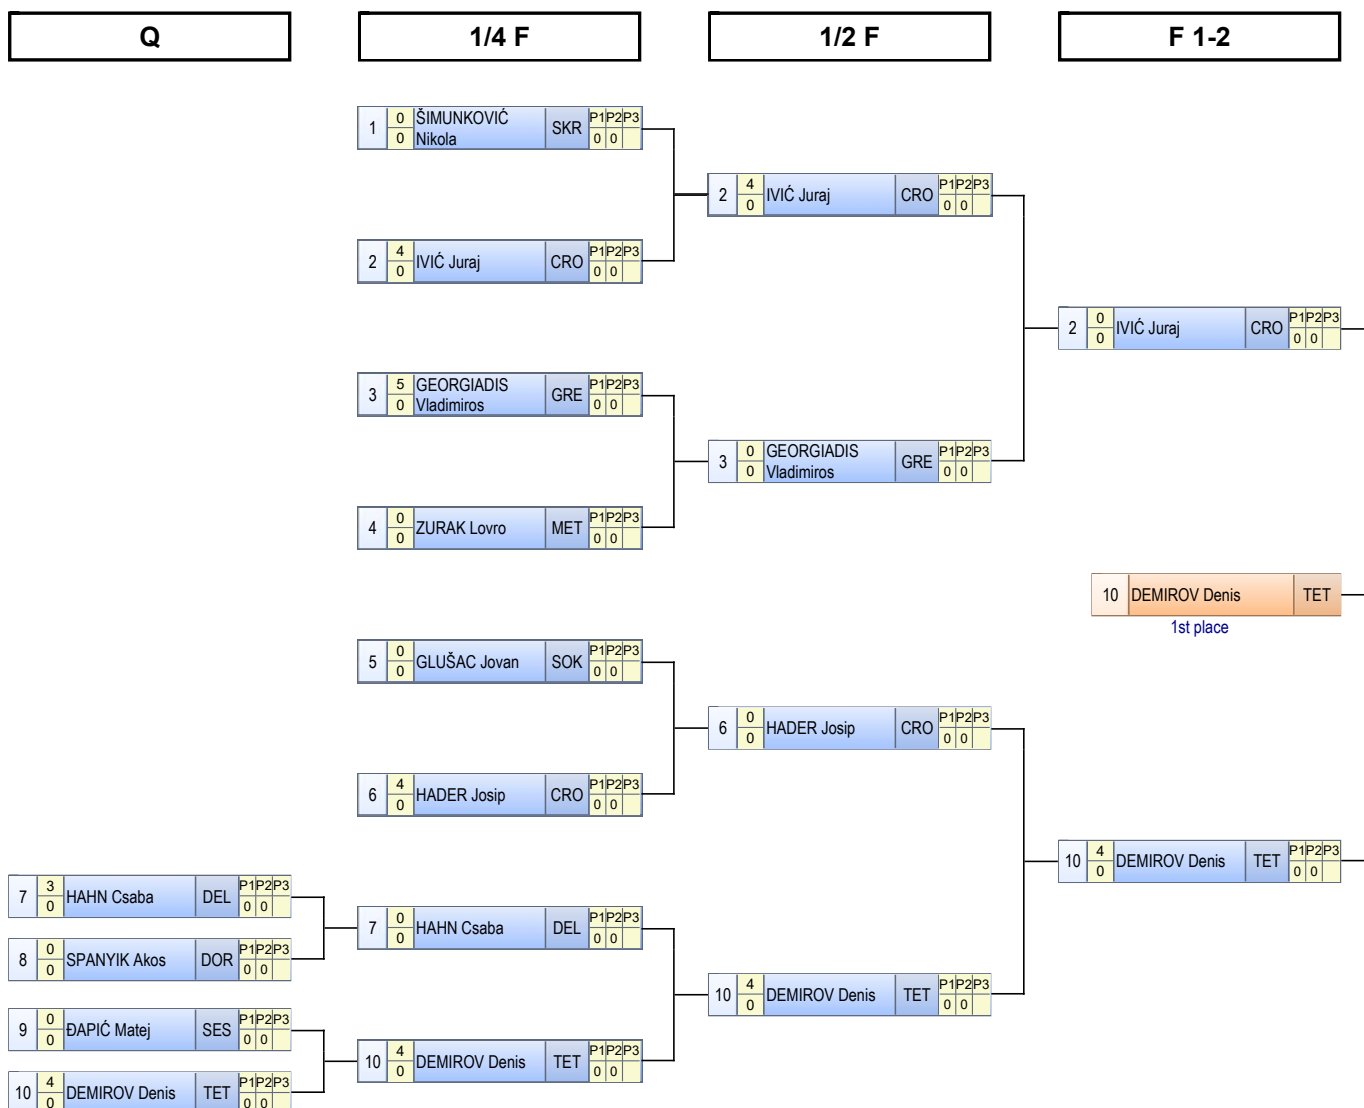 Q 1/4 F 1/2 F F 1-2
1 0 ŠIMUNKOVIĆ SKR P1 P2 P3
0 Nikola 0 0
2 4 IVIĆ Juraj CRO P1 P2 P3
0 0 0
2 4 IVIĆ Juraj CRO P1 P2 P3
0 0 0
2 0 IVIĆ Juraj CRO P1 P2 P3
0 0 0
3 5 GEORGIADIS GRE P1 P2 P3
0 Vladimiros 0 0
3 0 GEORGIADIS GRE P1 P2 P3
0 Vladimiros 0 0
4 0 ZURAK Lovro MET P1 P2 P3
0 0 0
10 DEMIROV Denis TET
1st place
5 0 GLUŠAC Jovan SOK P1 P2 P3
0 0 0
6 0 HADER Josip CRO P1 P2 P3
0 0 0
6 4 HADER Josip CRO P1 P2 P3
0 0 0
10 4 DEMIROV Denis TET P1 P2 P3
0 0 0
7 3 HAHN Csaba DEL P1 P2 P3
0 0 0
7 0 HAHN Csaba DEL P1 P2 P3
0 0 0
8 0 SPANYIK Akos DOR P1 P2 P3
0 0 0
10 4 DEMIROV Denis TET P1 P2 P3
0 0 0
9 0 ĐAPIĆ Matej SES P1 P2 P3
0 0 0
10 4 DEMIROV Denis TET P1 P2 P3
0 0 0
10 4 DEMIROV Denis TET P1 P2 P3
0 0 0